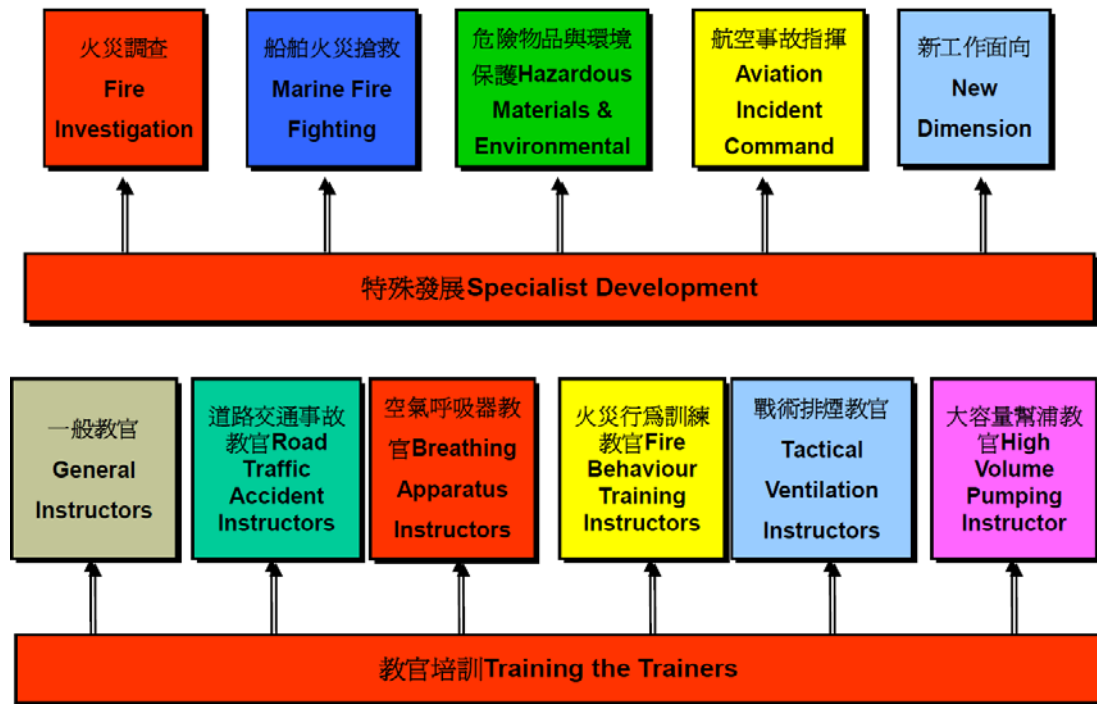 火災調查
Fire
Investigation
船舶火災搶救
Marine Fire
Fighting
危險物品與環境
保護Hazardous
Materials &
Environmental
航空事故指揮
Aviation
Incident
Command
新工作面向
New
Dimension
特殊發展Specialist Development
一般教官
General
Instructors
道路交通事故
教官Road
Traffic
Accident
Instructors
空氣呼吸器教
官Breathing
Apparatus
Instructors
火災行爲訓練
教官Fire
Behaviour
Training
Instructors
戰術排煙教官
Tactical
Ventilation
Instructors
大容量幫浦教
官High
Volume
Pumping
Instructor
教官培訓Training the Trainers